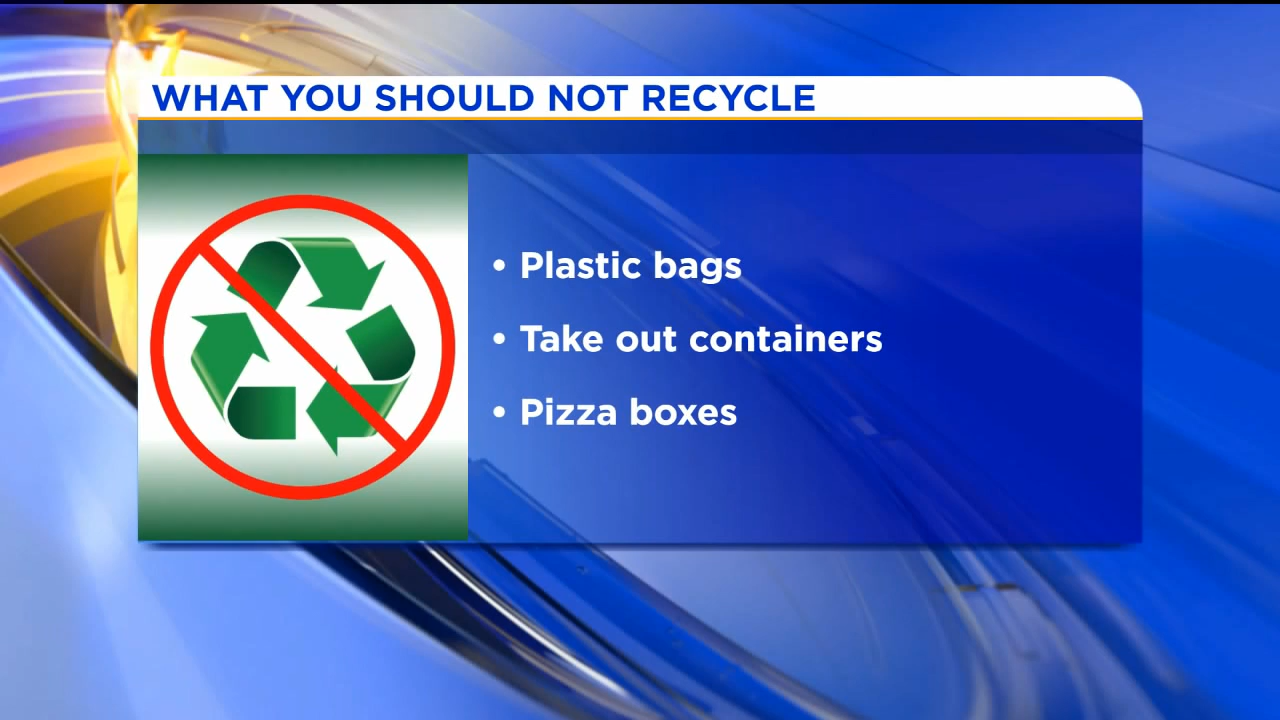 WHAT YOU SHOULD NOT RECYCLE
• Plastic bags
• Take out containers
• Pizza boxes